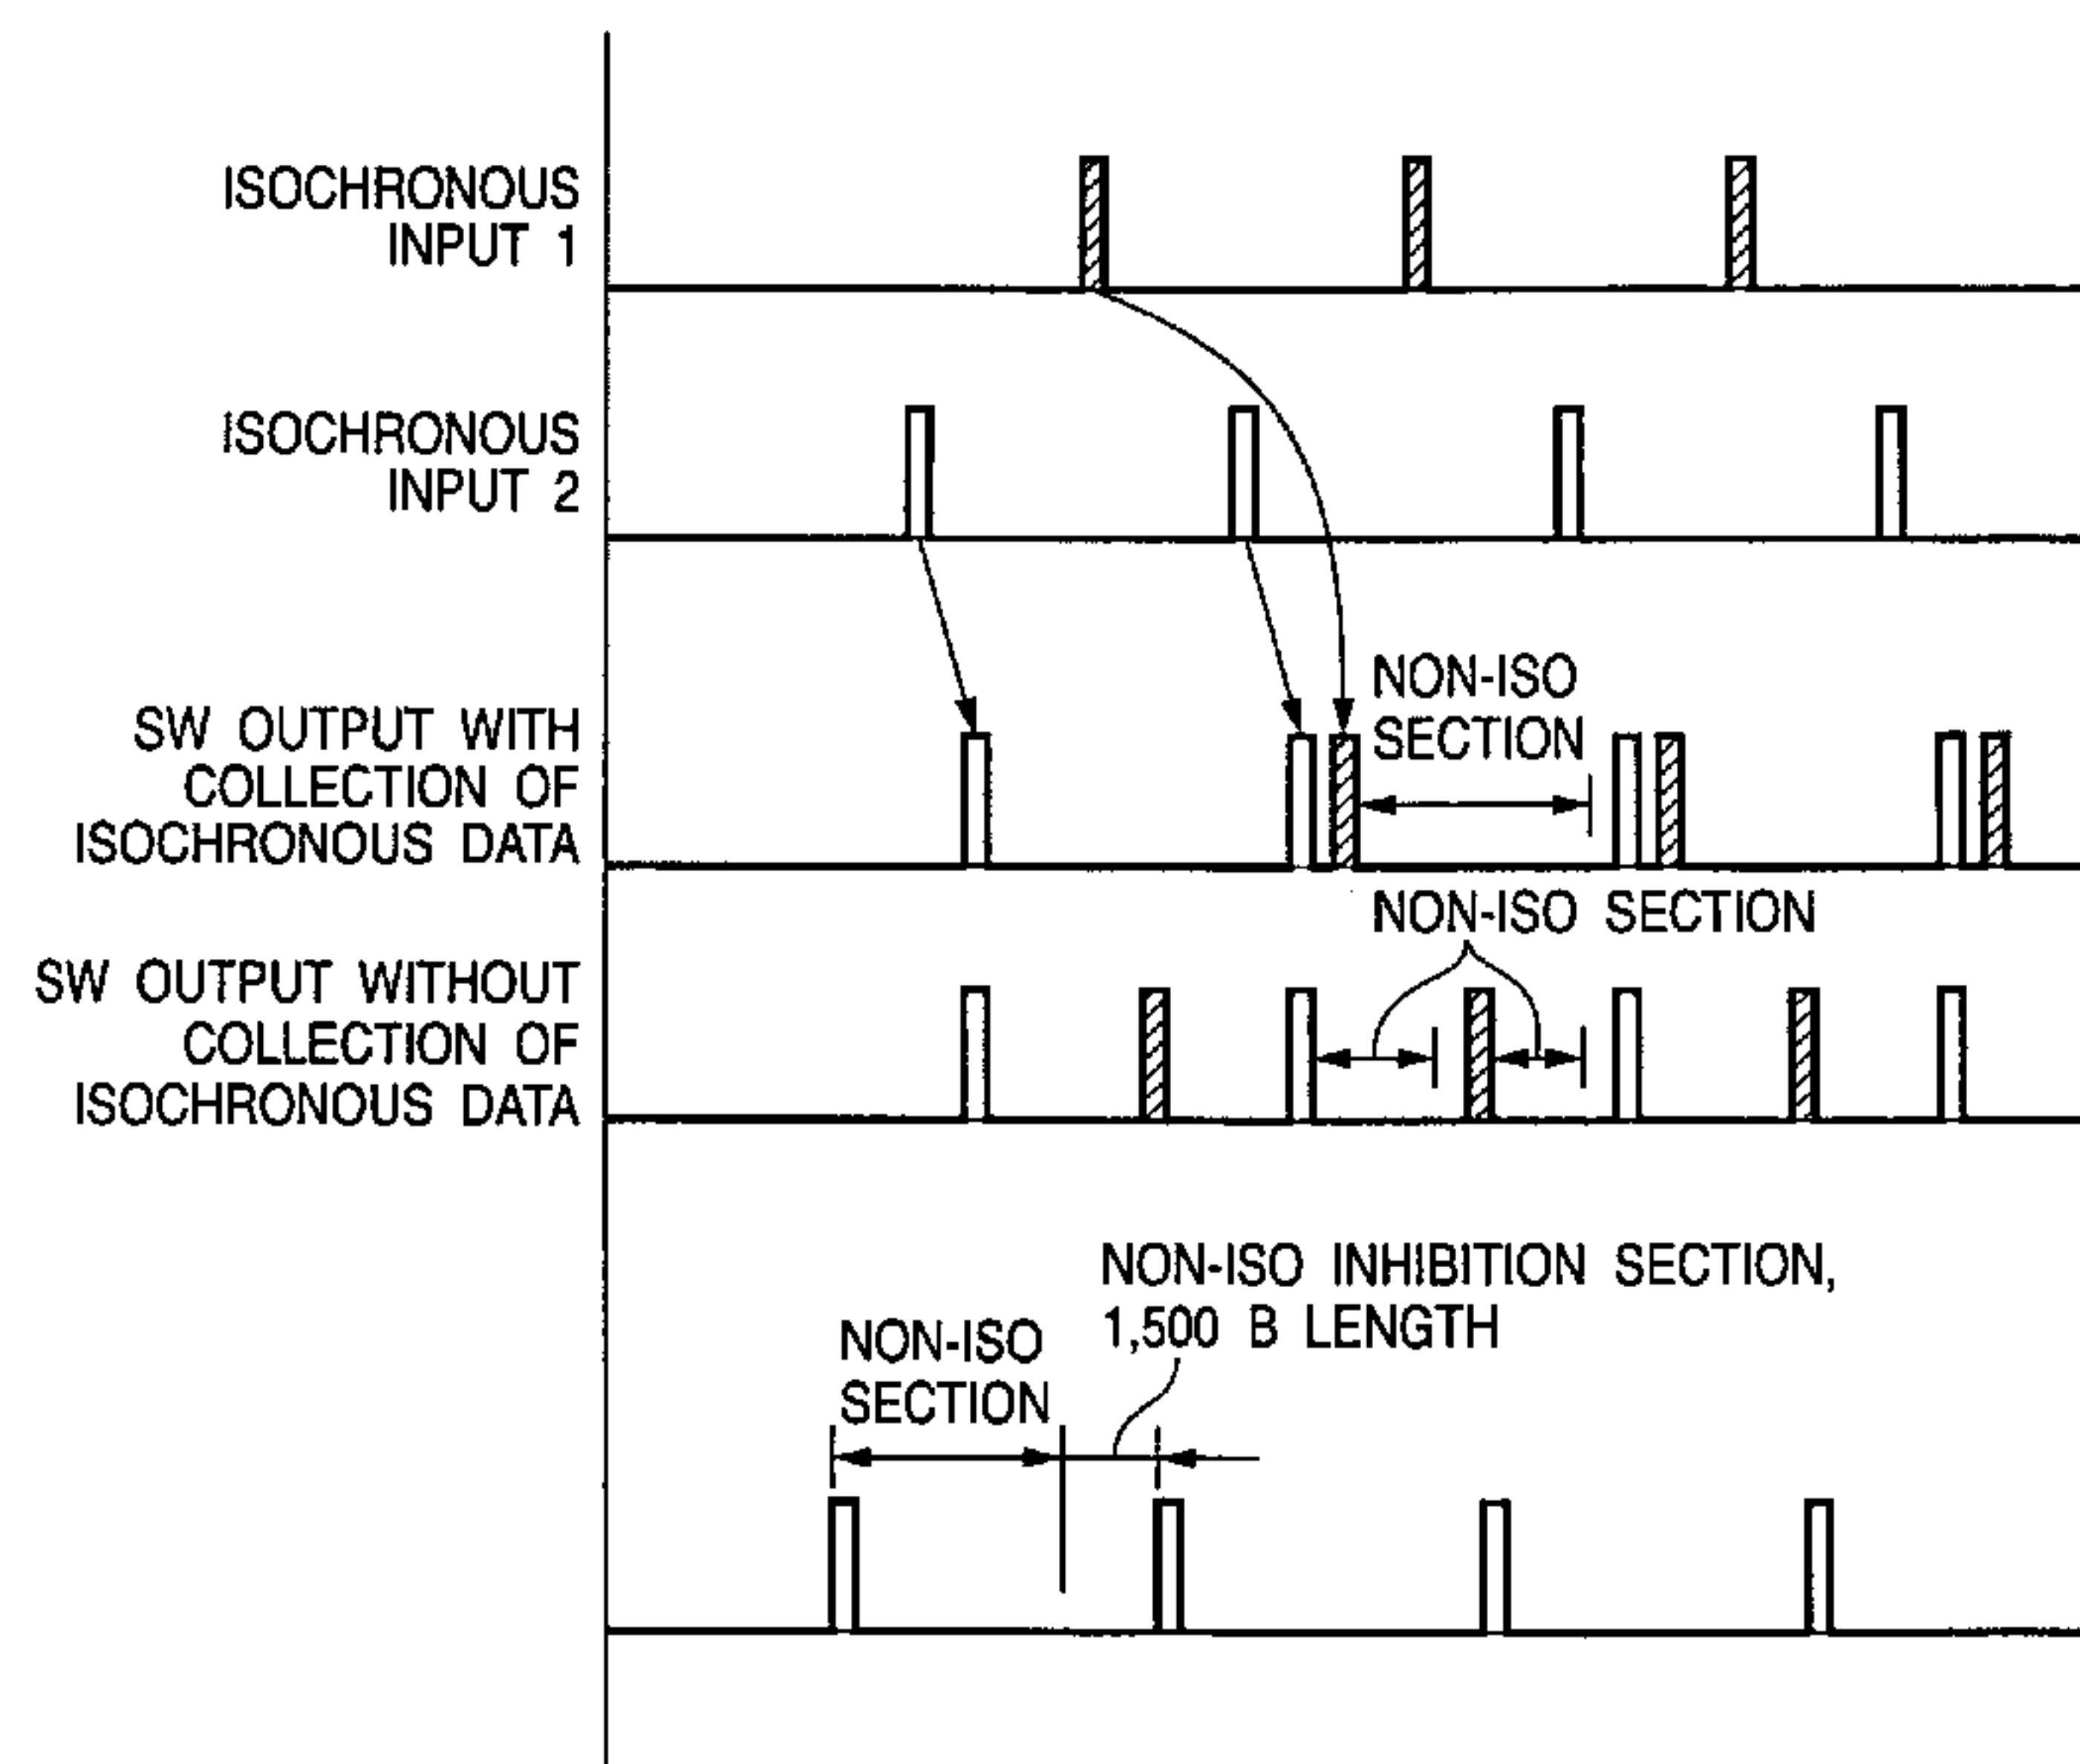 ISOCHRONOUS
INPUT 1
ISOCHRONOUS
INPUT 2
NON-ISO
SECTION
SW OUTPUT WITH
COLLECTION OF
ISOCHRONOUS DATA
NON-ISO SECTION
SW OUTPUT WITHOUT
COLLECTION OF
ISOCHRONOUS DATA
NON-ISO INHIBITION SECTION,
1,500 B LENGTH
NON-ISO
SECTION